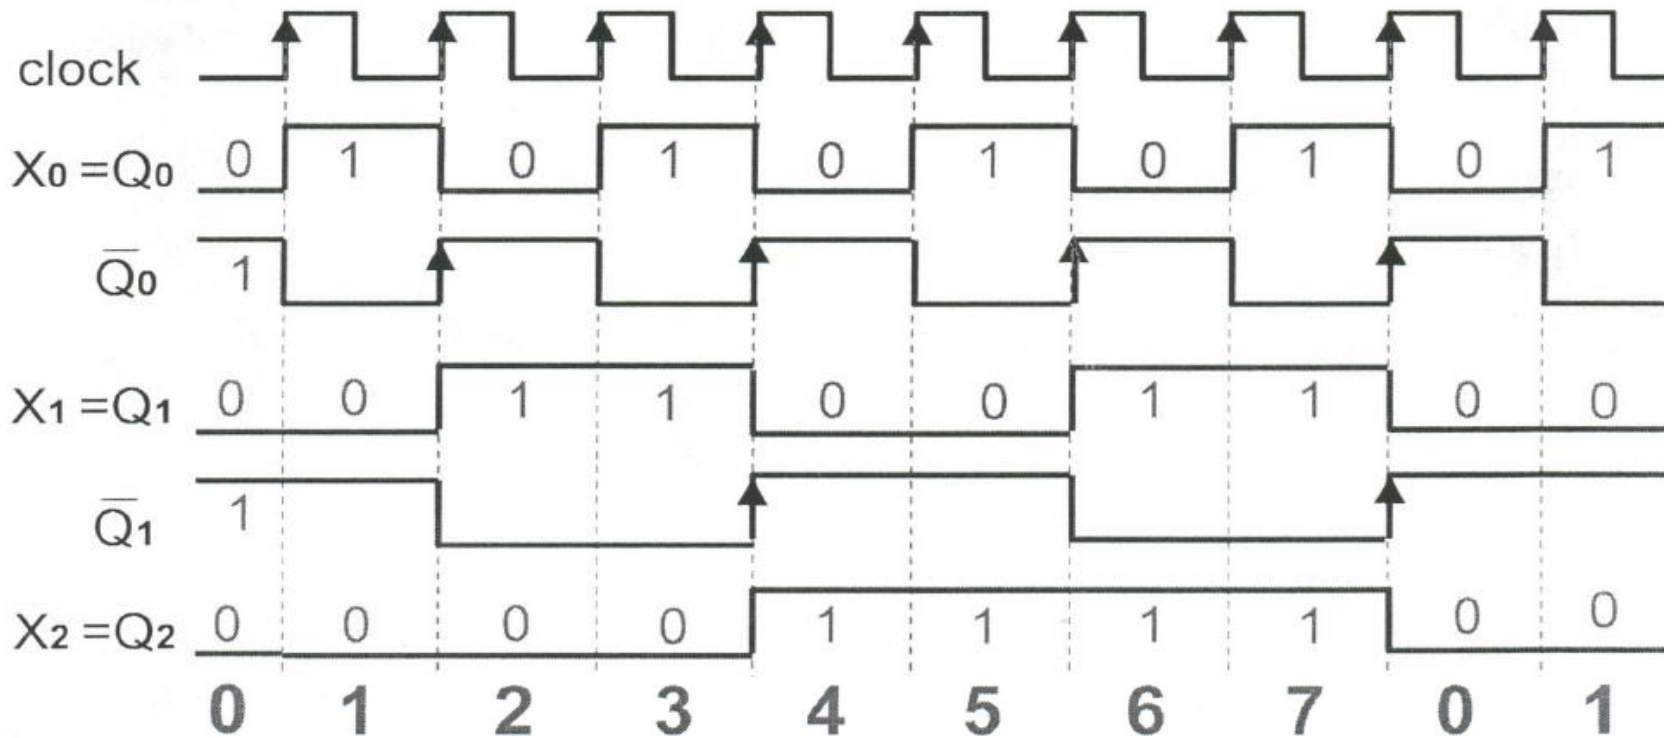 clock
X₀ =Q₀ 0 1 0 1 0 1 0 1 0 1
Q̅₀ 1
X₁ =Q₁ 0 0 1 1 0 0 1 1 0 0
Q̅₁ 1
X₂ =Q₂ 0 0 0 0 1 1 1 1 0 0
0 1 2 3 4 5 6 7 0 1